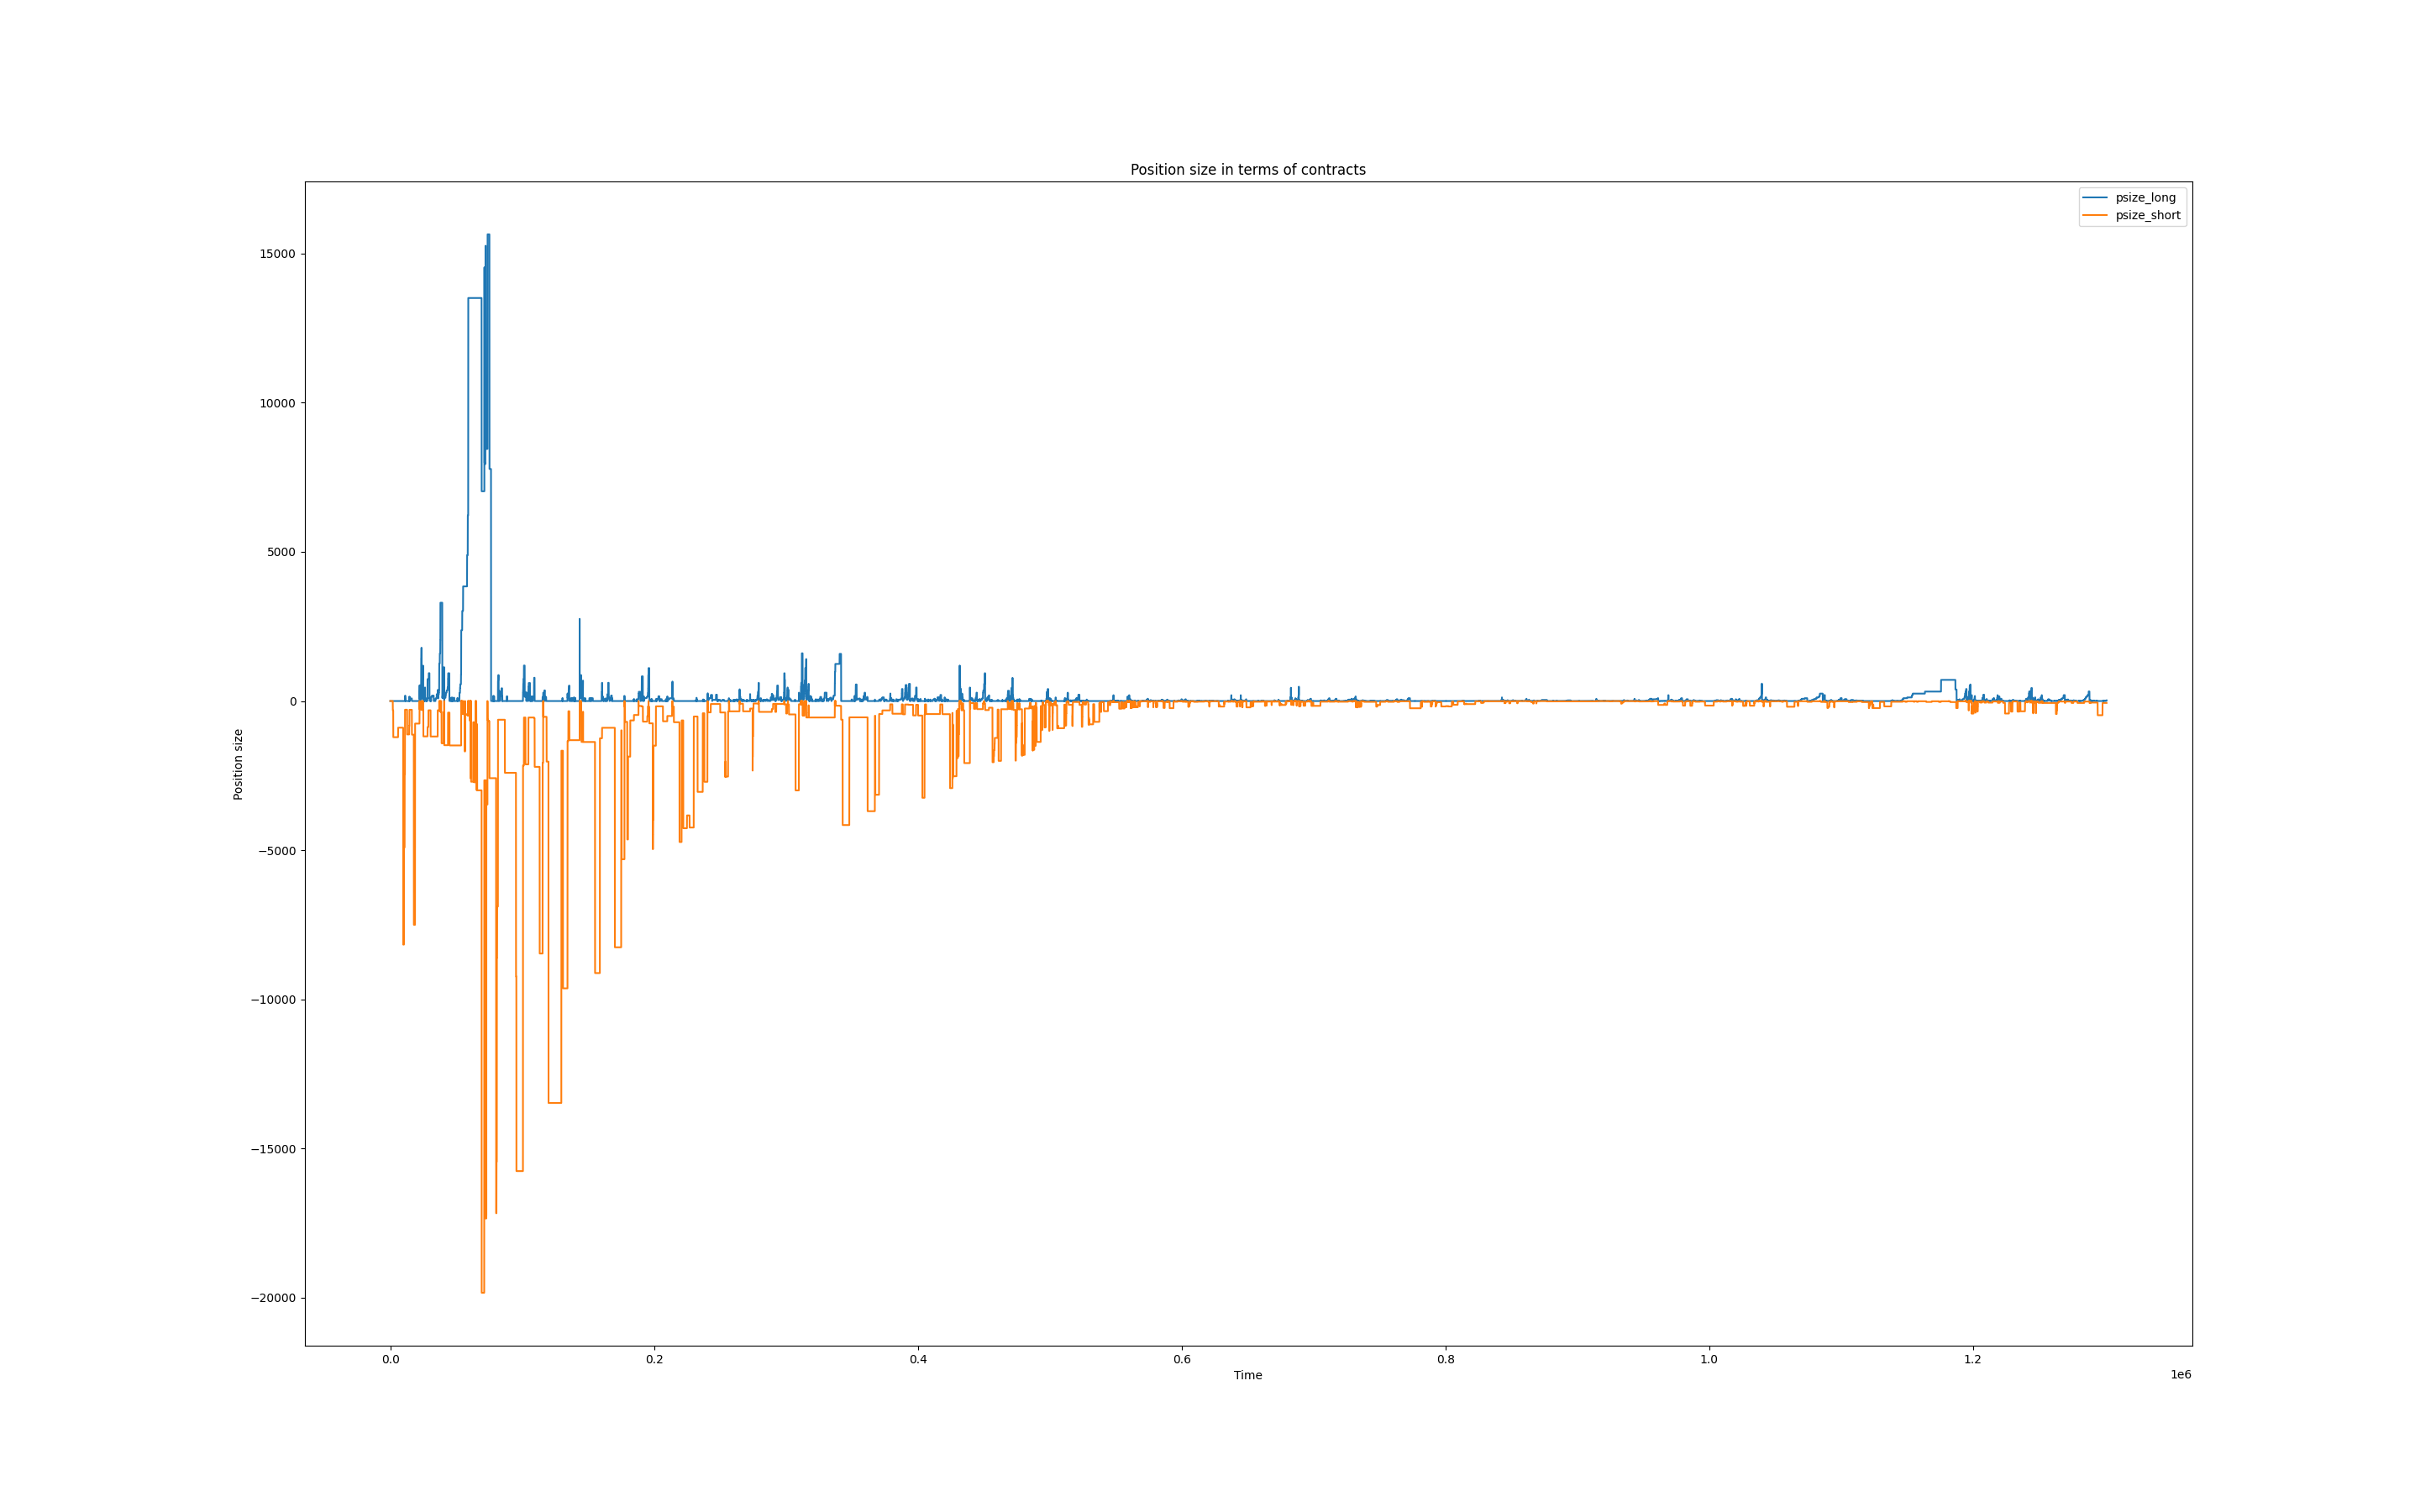 Position size in terms of contracts
psize_long
psize_short
15000
10000
5000
0
−5000
−10000
−15000
−20000
Position size
0.0
0.2
0.4
0.6
0.8
1.0
1.2
Time
1e6